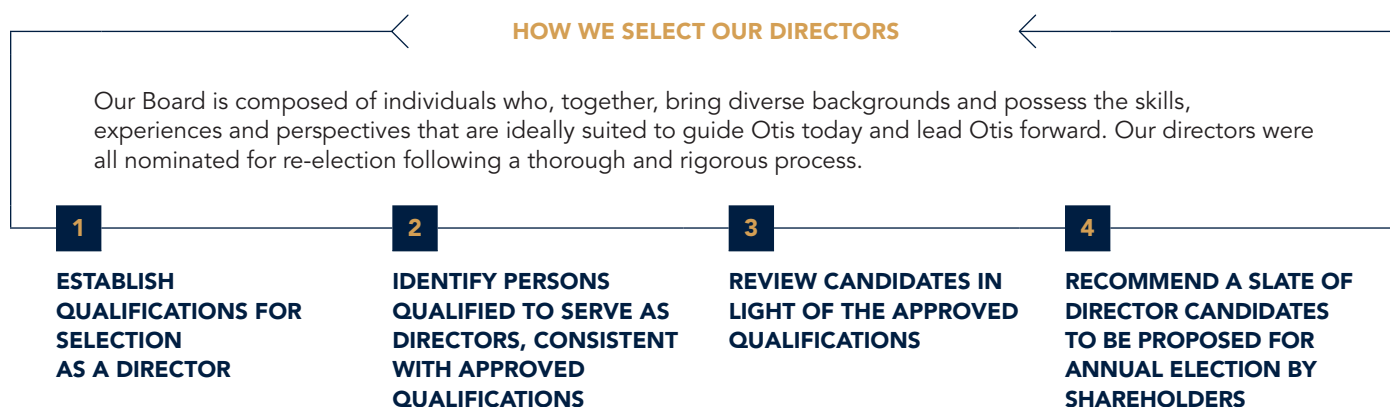 HOW WE SELECT OUR DIRECTORS
Our Board is composed of individuals who, together, bring diverse backgrounds and possess the skills,
experiences and perspectives that are ideally suited to guide Otis today and lead Otis forward. Our directors were
all nominated for re-election following a thorough and rigorous process.
1
ESTABLISH
QUALIFICATIONS FOR
SELECTION
AS A DIRECTOR
2
IDENTIFY PERSONS
QUALIFIED TO SERVE AS
DIRECTORS, CONSISTENT
WITH APPROVED
QUALIFICATIONS
3
REVIEW CANDIDATES IN
LIGHT OF THE APPROVED
QUALIFICATIONS
4
RECOMMEND A SLATE OF
DIRECTOR CANDIDATES
TO BE PROPOSED FOR
ANNUAL ELECTION BY
SHAREHOLDERS